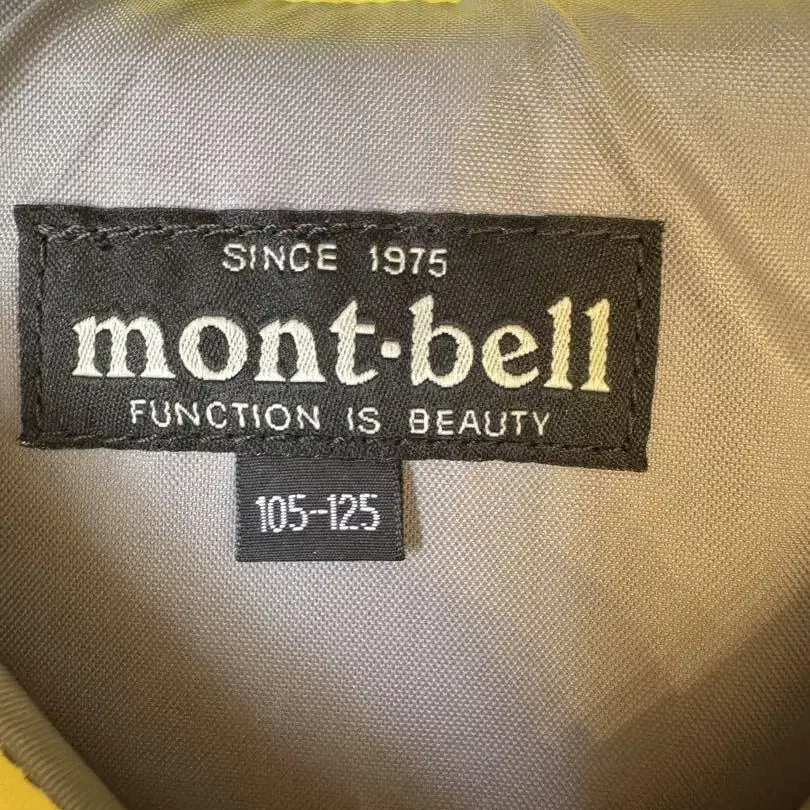 SINCE 1975
mont·bell
FUNCTION IS BEAUTY
105-125